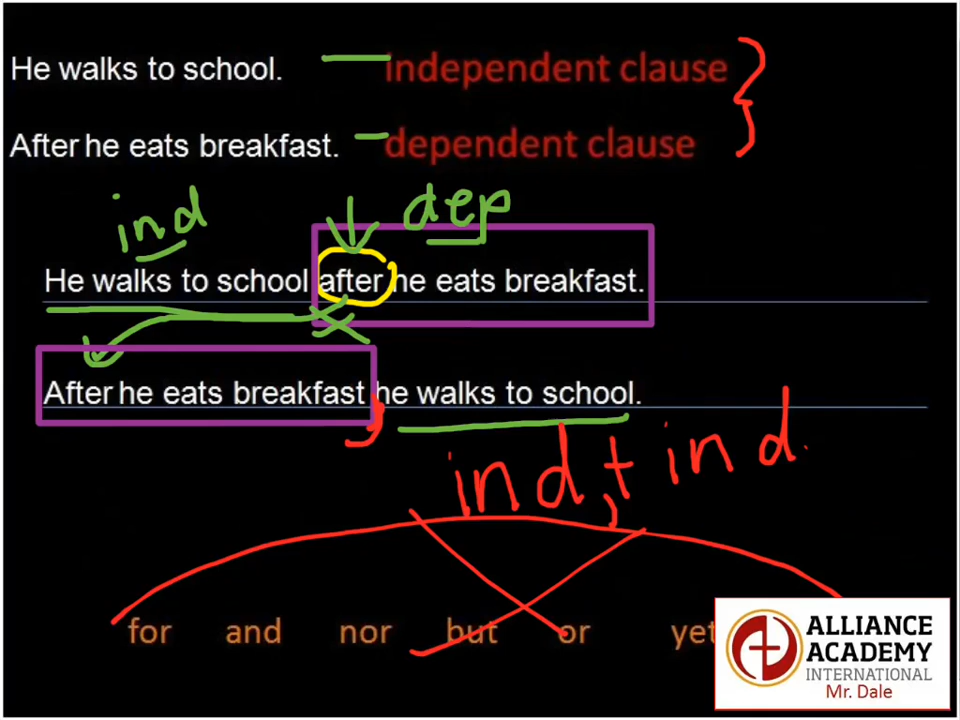 He walks to school. independent clause
After he eats breakfast. dependent clause
ind dep
He walks to school after he eats breakfast.
After he eats breakfast, he walks to school.
ind, + ind.
for and nor but or yet
ALLIANCE
ACADEMY
INTERNATIONAL
Mr. Dale